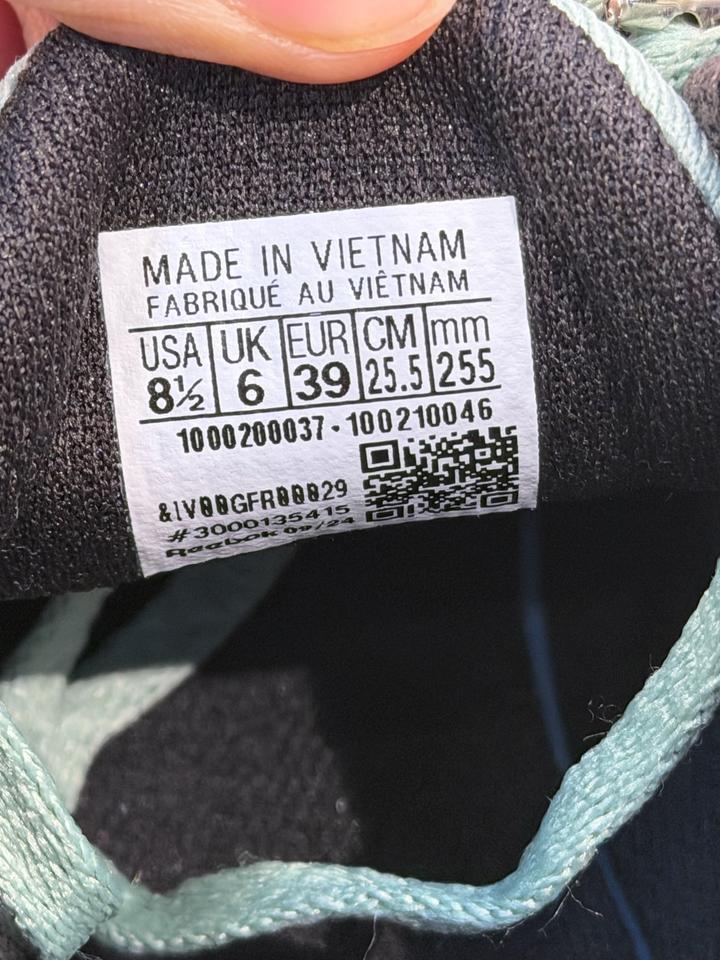 MADE IN VIETNAM
FABRIQUÉ AU VIÊTNAM
USA UK EUR CM mm
8½ 6 39 25.5 255
1000200037 • 100210046
&IV00GFR00029
#3000135415
Reebok 09/24